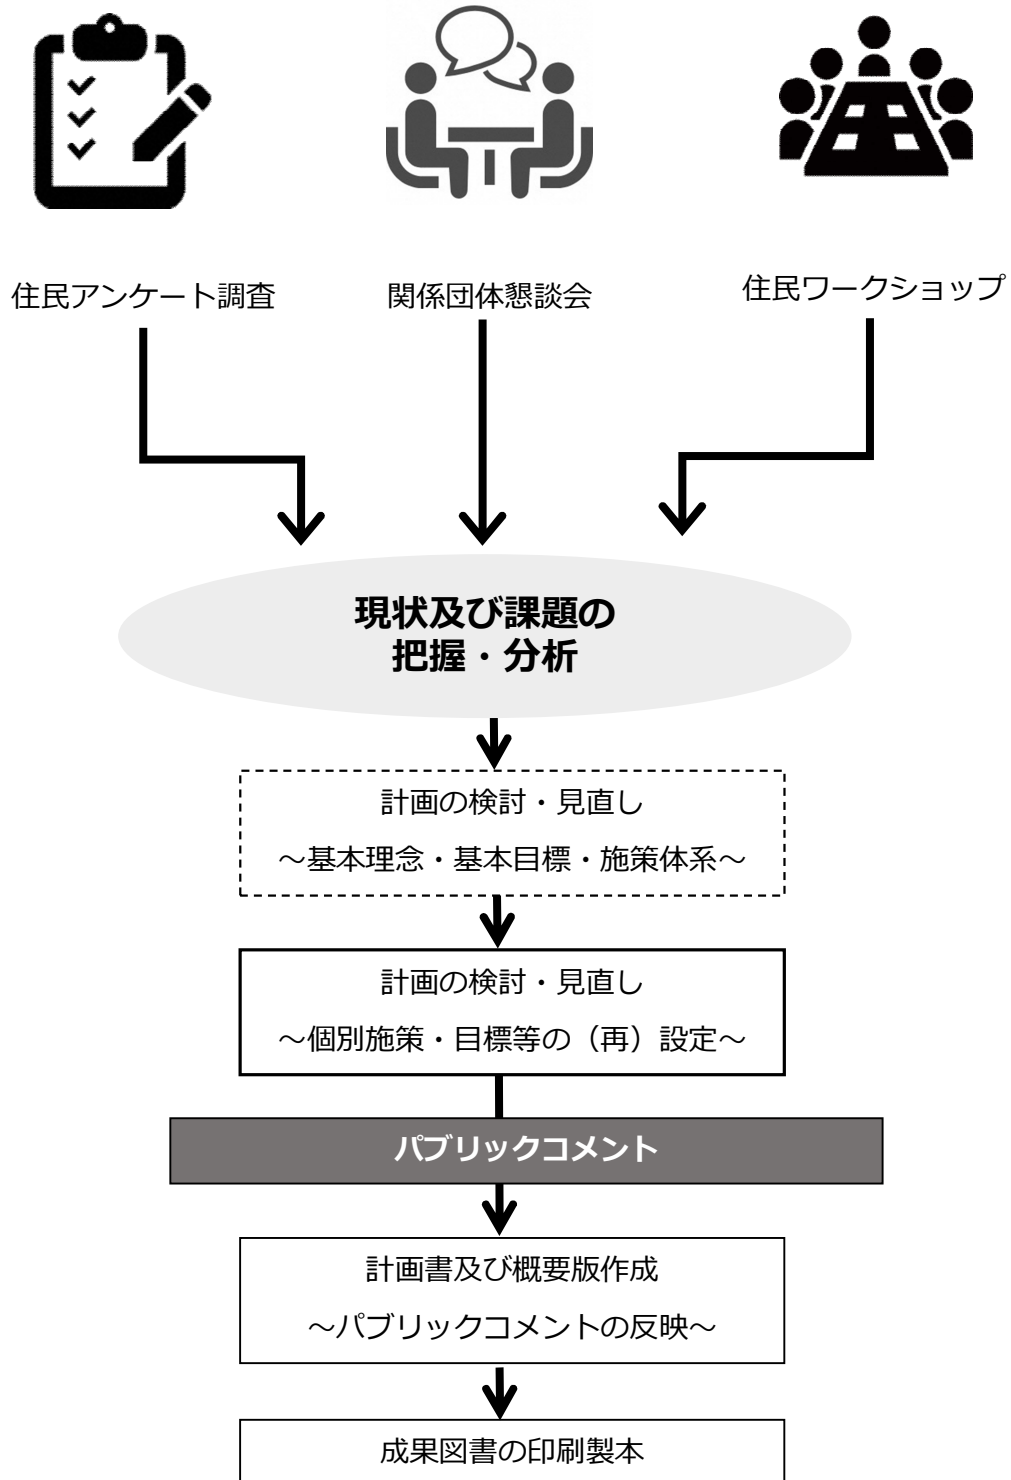 住民アンケート調査
関係団体懇談会
住民ワークショップ
現状及び課題の
把握・分析
計画の検討・見直し
～基本理念・基本目標・施策体系～
計画の検討・見直し
～個別施策・目標等の（再）設定～
パブリックコメント
計画書及び概要版作成
～パブリックコメントの反映～
成果図書の印刷製本